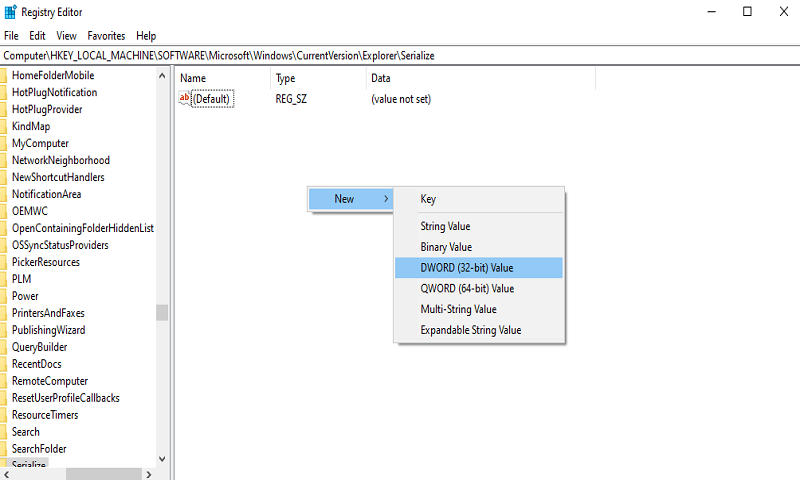 Registry Editor
File Edit View Favorites Help
Computer\HKEY_LOCAL_MACHINE\SOFTWARE\Microsoft\Windows\CurrentVersion\Explorer\Serialize
HomeFolderMobile
HotPlugNotification
HotPlugProvider
KindMap
MyComputer
NetworkNeighborhood
NewShortcutHandlers
NotificationArea
OEMWC
OpenContainingFolderHiddenList
OSSyncStatusProviders
PickerResources
PLM
Power
PrintersAndFaxes
PublishingWizard
QueryBuilder
RecentDocs
RemoteComputer
ResetUserProfileCallbacks
ResourceTimers
Search
SearchFolder
Serialize
Name Type Data
ab (Default) REG_SZ (value not set)
New
Key
String Value
Binary Value
DWORD (32-bit) Value
QWORD (64-bit) Value
Multi-String Value
Expandable String Value